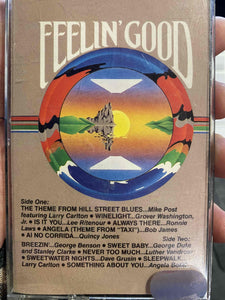 FEELIN' GOOD
Side One:
THE THEME FROM HILL STREET BLUES...Mike Post
featuring Larry Carlton • WINELIGHT...Grover Washington,
Jr. • IS IT YOU...Lee Ritenour • ALWAYS THERE...Ronnie
Laws • ANGELA (THEME FROM "TAXI")...Bob James
• AI NO CORRIDA...Quincy Jones
Side Two:
BREEZIN'...George Benson • SWEET BABY...George Duke
and Stanley Clarke • NEVER TOO MUCH...Luther Vandross
• SWEETWATER NIGHTS...Dave Grusin • SLEEPWALK...
Larry Carlton • SOMETHING ABOUT YOU...Angela Bofill